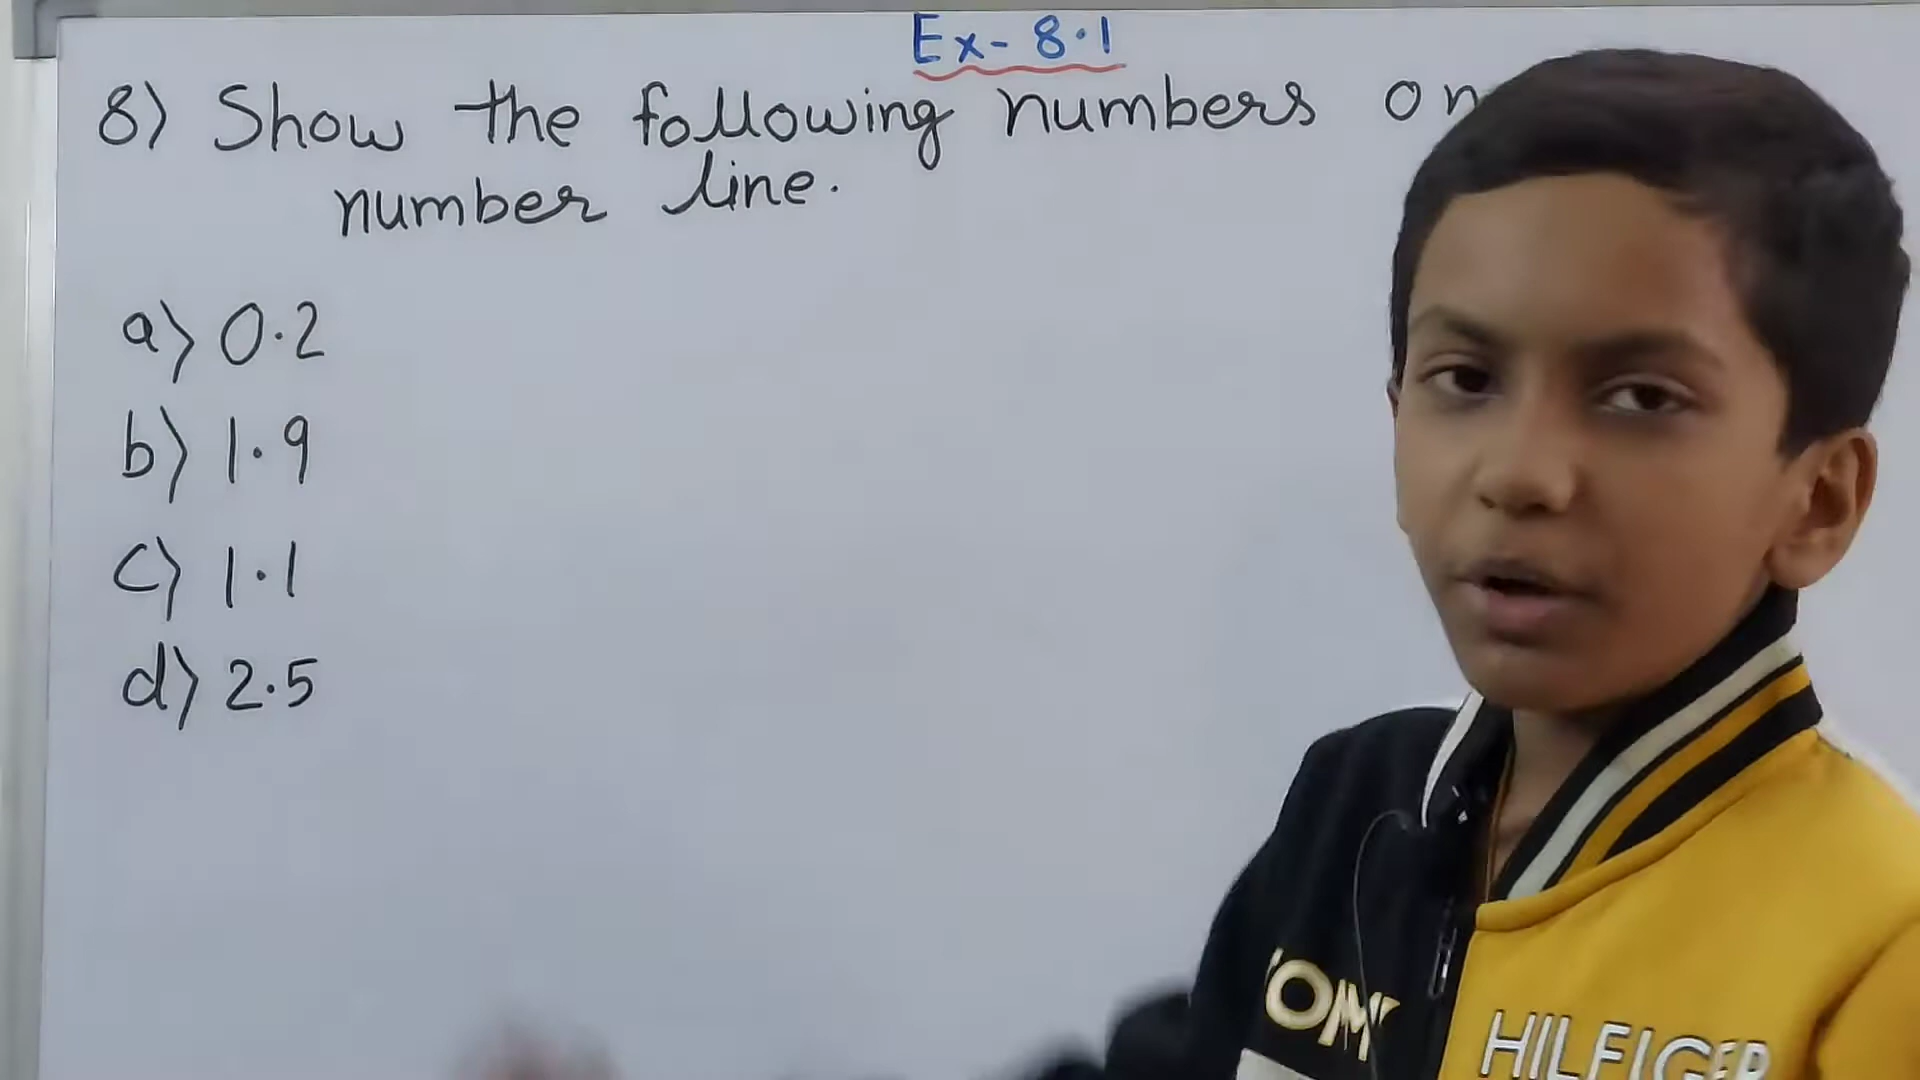 Ex- 8.1
8) Show the following numbers on
number line.
a) 0.2
b) 1.9
c) 1.1
d) 2.5
TOMMY
HILFIGER